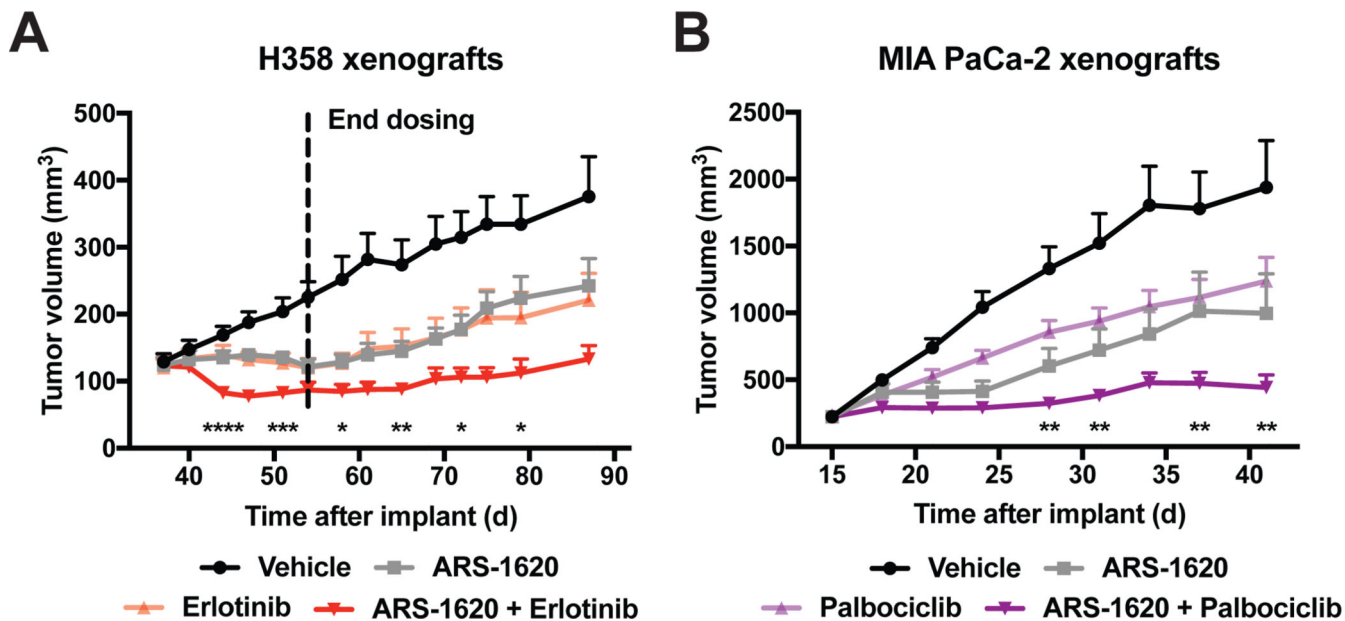 A
H358 xenografts
Tumor volume (mm³)
500
400
300
200
100
0
End dosing
**** *** * ** * *
40 50 60 70 80 90
Time after implant (d)
Vehicle ARS-1620
Erlotinib ARS-1620 + Erlotinib
B
MIA PaCa-2 xenografts
Tumor volume (mm³)
2500
2000
1500
1000
500
0
** ** ** **
15 20 25 30 35 40
Time after implant (d)
Vehicle ARS-1620
Palbociclib ARS-1620 + Palbociclib